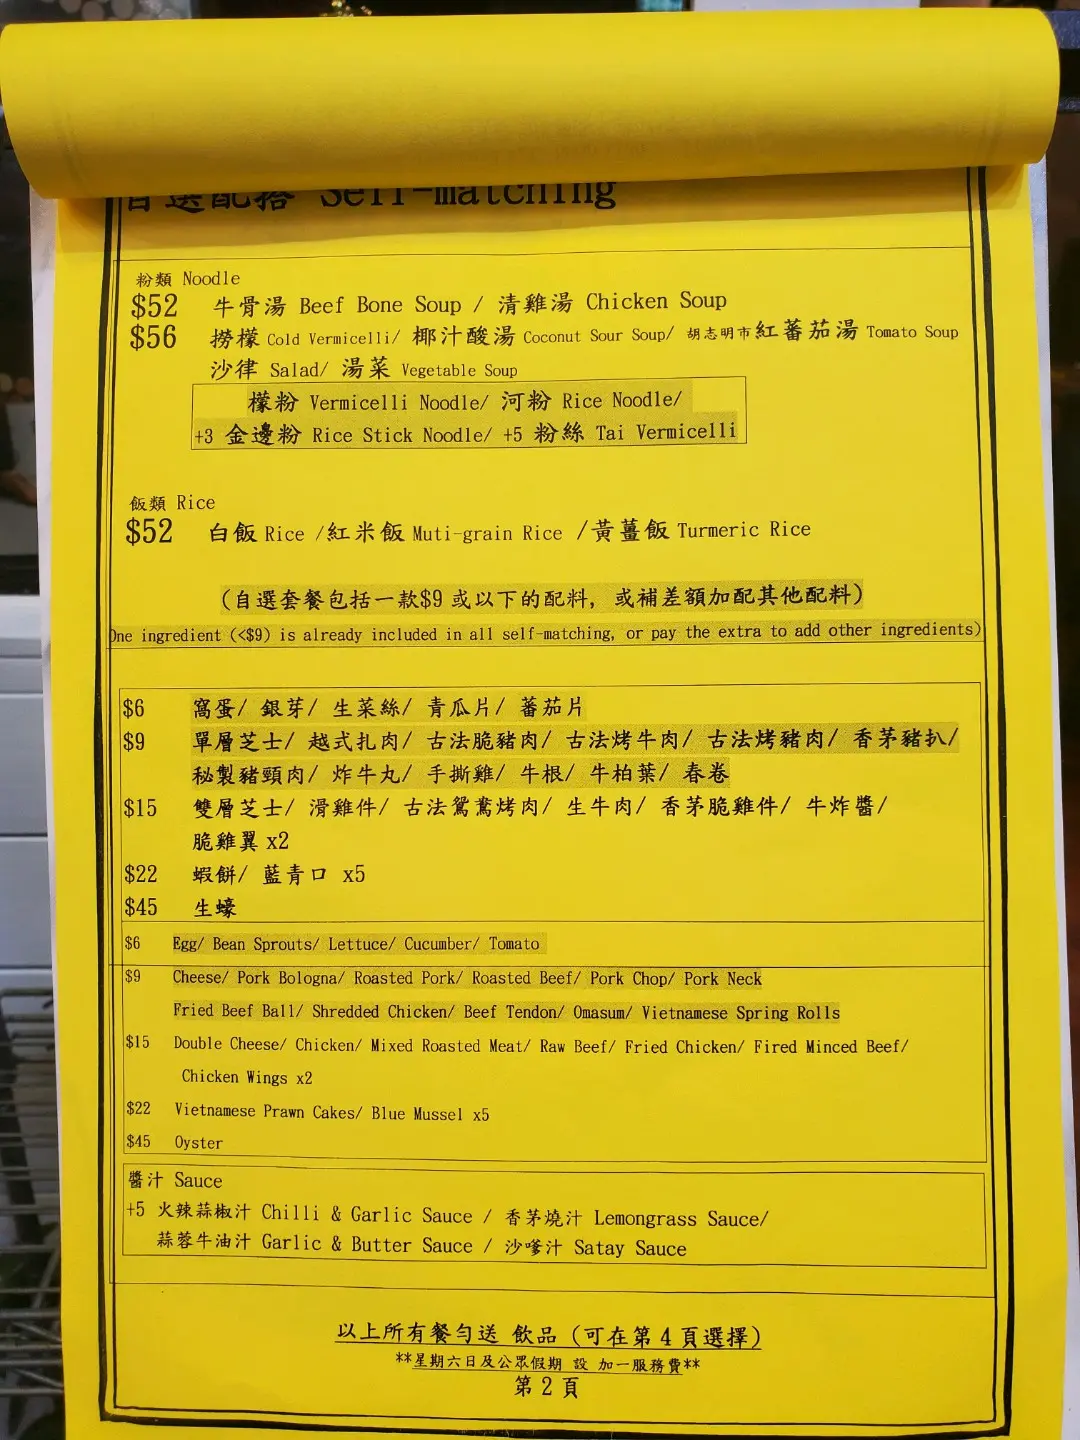 自選配搭 Self-matching
粉類 Noodle
$52 牛骨湯 Beef Bone Soup / 清雞湯 Chicken Soup
$56 撈檬 Cold Vermicelli/ 椰汁酸湯 Coconut Sour Soup/ 胡志明市紅蕃茄湯 Tomato Soup
沙律 Salad/ 湯菜 Vegetable Soup
檬粉 Vermicelli Noodle/ 河粉 Rice Noodle/
+3 金邊粉 Rice Stick Noodle/ +5 粉絲 Tai Vermicelli
飯類 Rice
$52 白飯 Rice /紅米飯 Muti-grain Rice /黃薑飯 Turmeric Rice
(自選套餐包括一款$9 或以下的配料, 或補差額加配其他配料)
One ingredient (<$9) is already included in all self-matching, or pay the extra to add other ingredients)
$6 窩蛋/ 銀芽/ 生菜絲/ 青瓜片/ 蕃茄片
$9 單層芝士/ 越式扎肉/ 古法脆豬肉/ 古法烤牛肉/ 古法烤豬肉/ 香茅豬扒/
秘製豬頸肉/ 炸牛丸/ 手撕雞/ 牛根/ 牛柏葉/ 春卷
$15 雙層芝士/ 滑雞件/ 古法鴛鴦烤肉/ 生牛肉/ 香茅脆雞件/ 牛炸醬/
脆雞翼 x2
$22 蝦餅/ 藍青口 x5
$45 生蠔
$6 Egg/ Bean Sprouts/ Lettuce/ Cucumber/ Tomato
$9 Cheese/ Pork Bologna/ Roasted Pork/ Roasted Beef/ Pork Chop/ Pork Neck
Fried Beef Ball/ Shredded Chicken/ Beef Tendon/ Omasum/ Vietnamese Spring Rolls
$15 Double Cheese/ Chicken/ Mixed Roasted Meat/ Raw Beef/ Fried Chicken/ Fired Minced Beef/
Chicken Wings x2
$22 Vietnamese Prawn Cakes/ Blue Mussel x5
$45 Oyster
醬汁 Sauce
+5 火辣蒜椒汁 Chilli & Garlic Sauce / 香茅燒汁 Lemongrass Sauce/
蒜蓉牛油汁 Garlic & Butter Sauce / 沙嗲汁 Satay Sauce
以上所有餐勻送 飲品 (可在第 4 頁選擇)
**星期六日及公眾假期 設 加一服務費**
第 2 頁